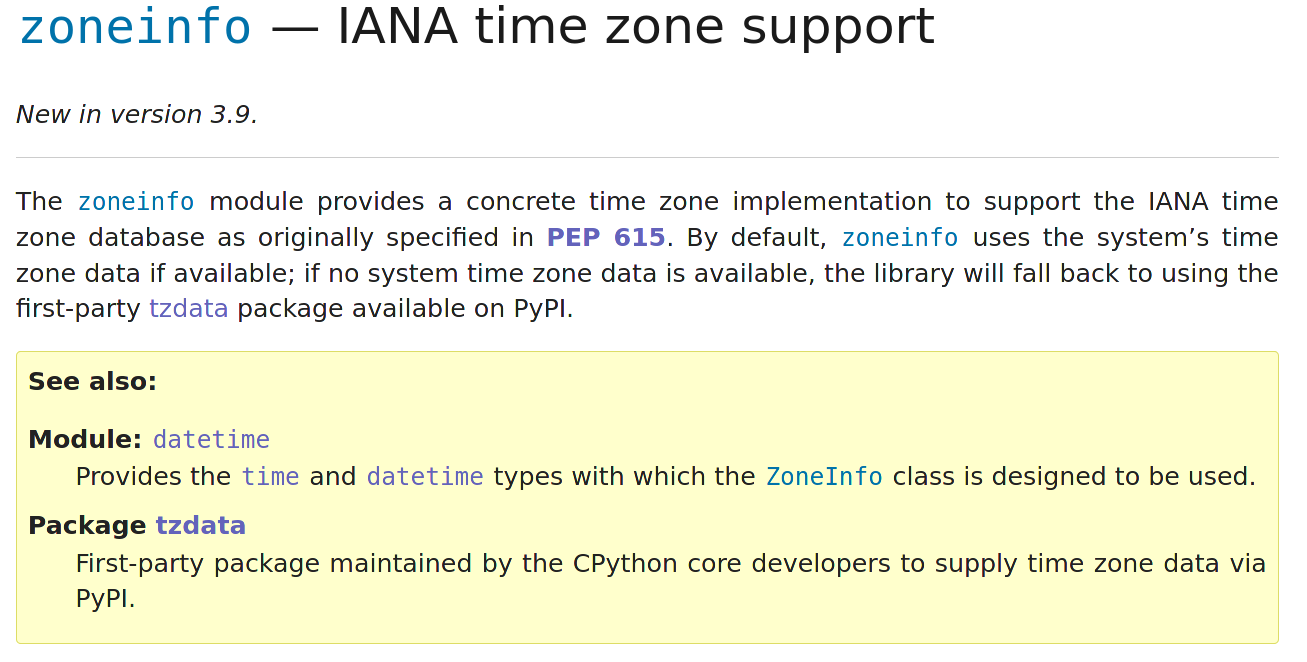 zoneinfo — IANA time zone support
New in version 3.9.
The zoneinfo module provides a concrete time zone implementation to support the IANA time
zone database as originally specified in PEP 615. By default, zoneinfo uses the system’s time
zone data if available; if no system time zone data is available, the library will fall back to using the
first-party tzdata package available on PyPI.
See also:
Module: datetime
Provides the time and datetime types with which the ZoneInfo class is designed to be used.
Package tzdata
First-party package maintained by the CPython core developers to supply time zone data via
PyPI.